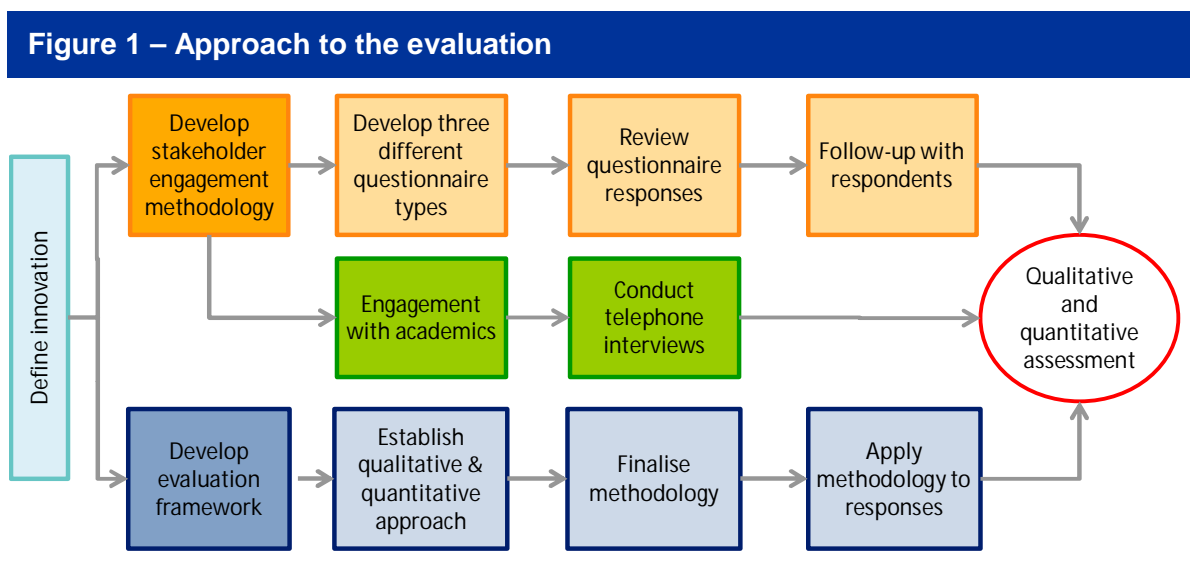 Figure 1 – Approach to the evaluation
Define innovation
Develop
stakeholder
engagement
methodology
Develop three
different
questionnaire
types
Review
questionnaire
responses
Follow-up with
respondents
Engagement
with academics
Conduct
telephone
interviews
Qualitative
and
quantitative
assessment
Develop
evaluation
framework
Establish
qualitative &
quantitative
approach
Finalise
methodology
Apply
methodology to
responses